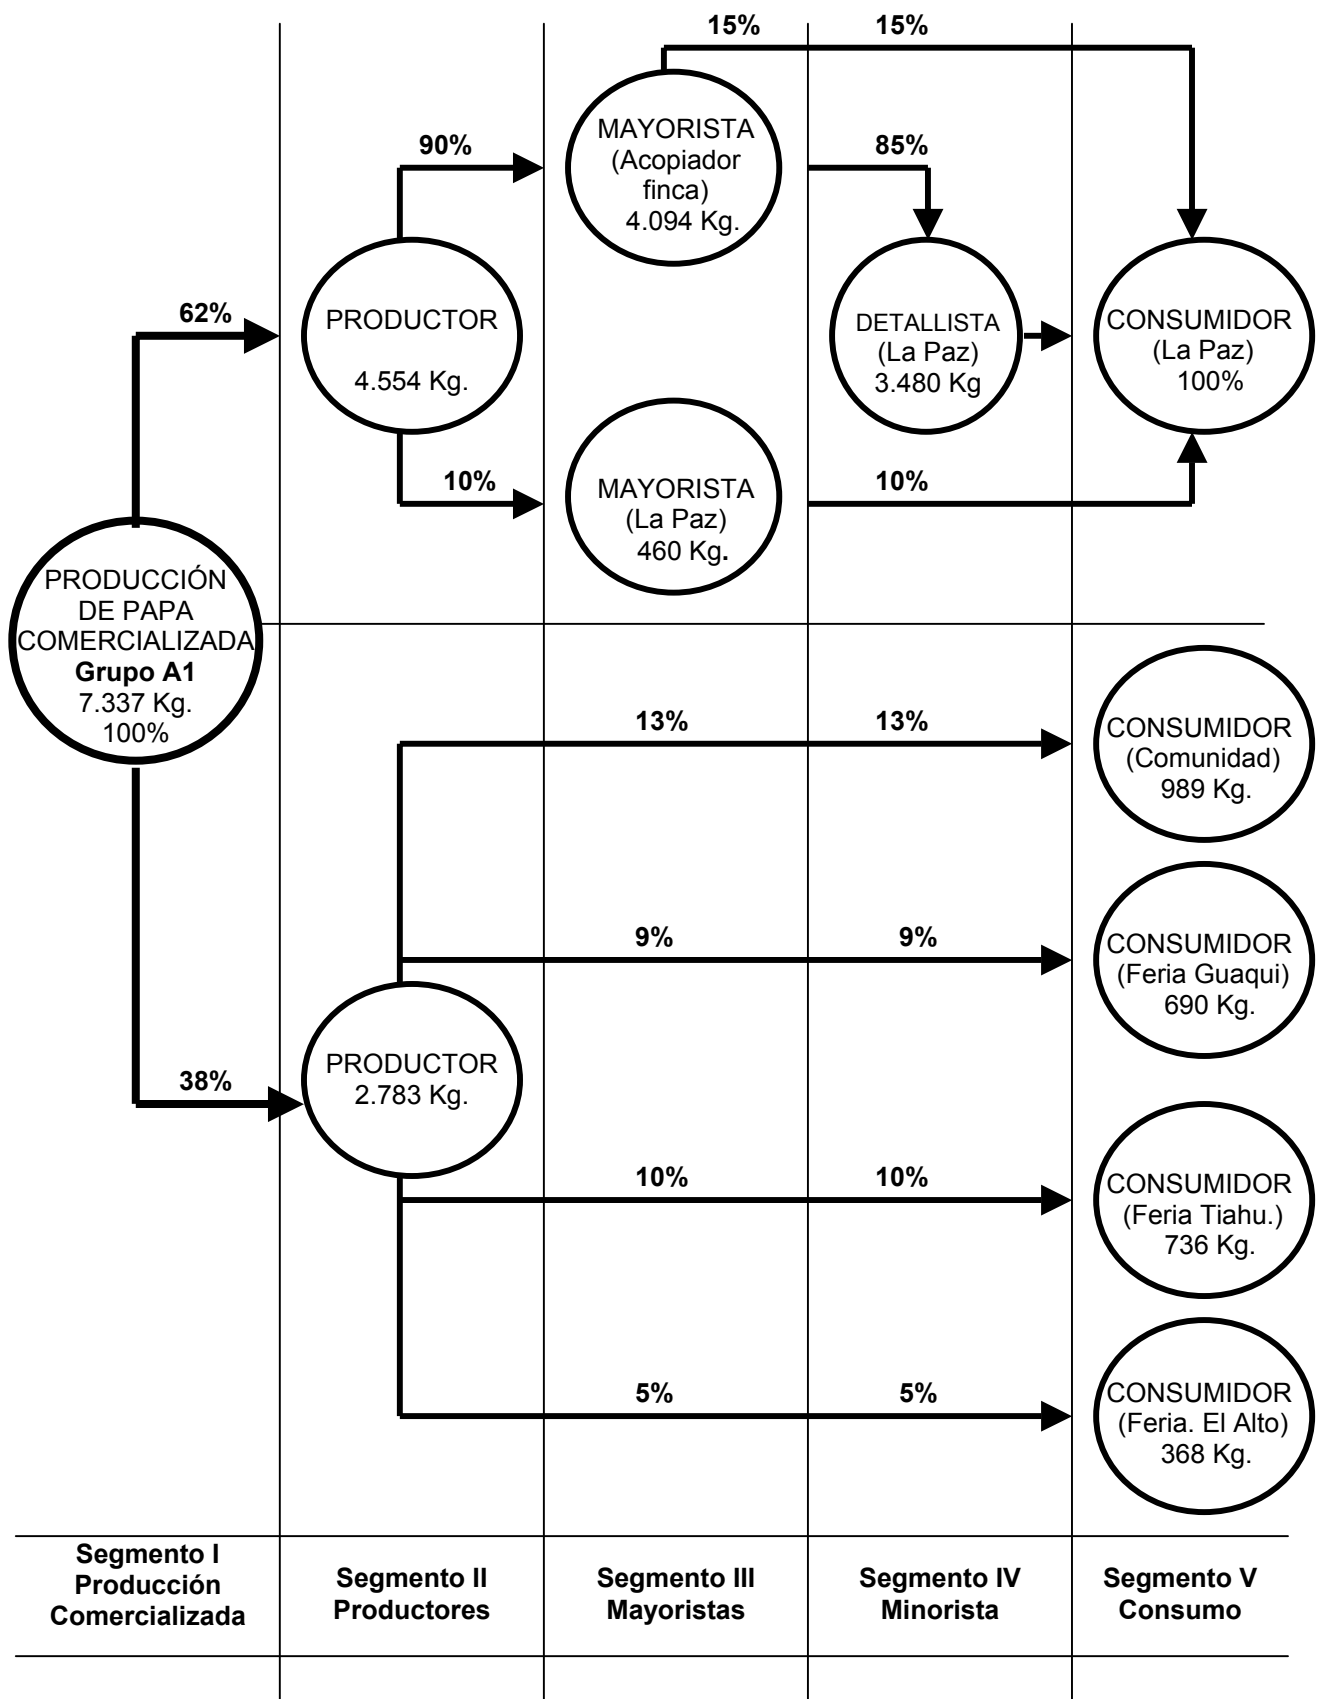 15%
15%
90%
MAYORISTA
(Acopiador
finca)
4.094 Kg.
85%
62%
PRODUCTOR
4.554 Kg.
DETALLISTA
(La Paz)
3.480 Kg
CONSUMIDOR
(La Paz)
100%
10%
MAYORISTA
(La Paz)
460 Kg.
10%
PRODUCCIÓN
DE PAPA
COMERCIALIZADA
Grupo A1
7.337 Kg.
100%
13%
13%
CONSUMIDOR
(Comunidad)
989 Kg.
9%
9%
CONSUMIDOR
(Feria Guaqui)
690 Kg.
38%
PRODUCTOR
2.783 Kg.
10%
10%
CONSUMIDOR
(Feria Tiahu.)
736 Kg.
5%
5%
CONSUMIDOR
(Feria. El Alto)
368 Kg.
Segmento I
Producción
Comercializada
Segmento II
Productores
Segmento III
Mayoristas
Segmento IV
Minorista
Segmento V
Consumo